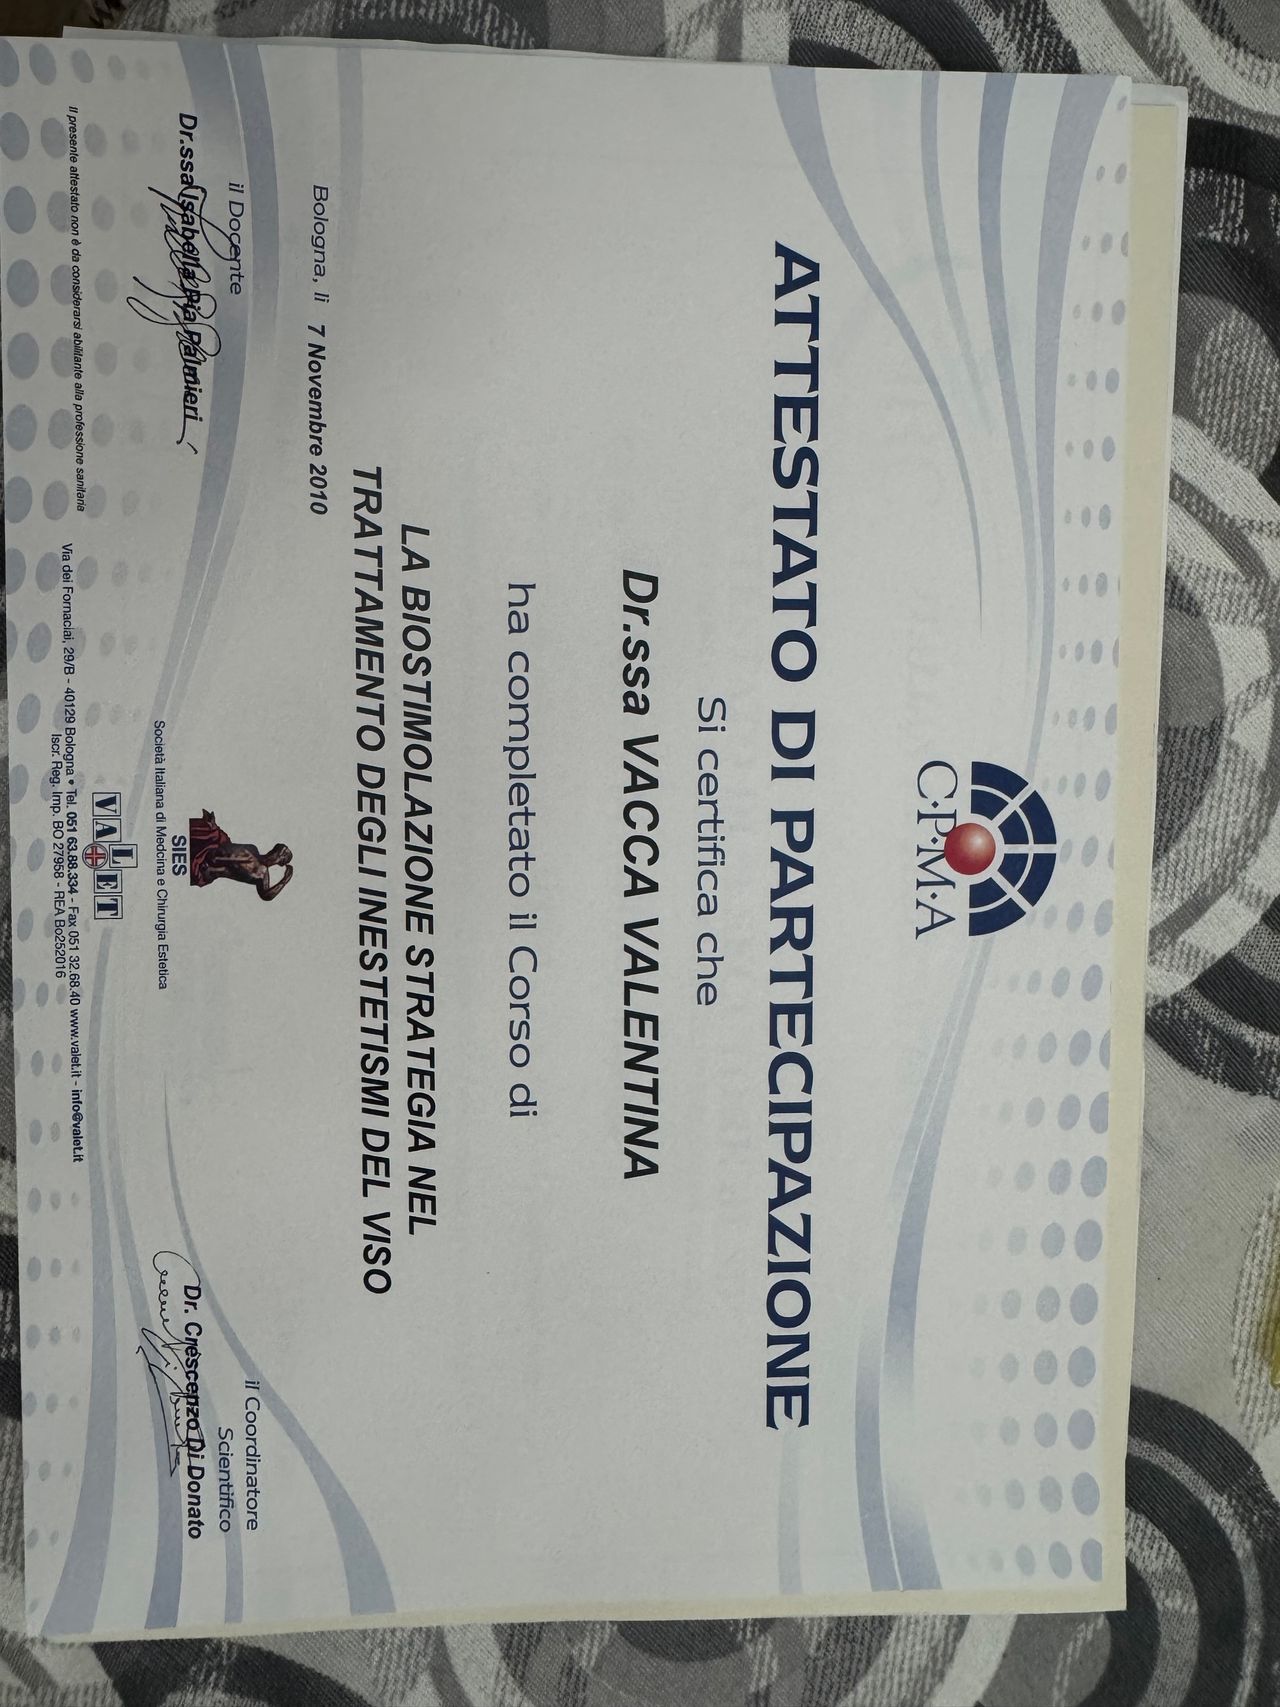 C·P·M·A
ATTESTATO DI PARTECIPAZIONE
Si certifica che
Dr.ssa VACCA VALENTINA
ha completato il Corso di
LA BIOSTIMOLAZIONE STRATEGIA NEL
TRATTAMENTO DEGLI INESTETISMI DEL VISO
Bologna, lì 7 Novembre 2010
il Docente
Dr.ssa Isabella Pia Palmieri
il Coordinatore
Scientifico
Dr. Crescenzo Di Donato
SIES
Società Italiana di Medicina e Chirurgia Estetica
VALET
Il presente attestato non è da considerarsi abilitante alla professione sanitaria
Via dei Fornaciai, 29/B - 40129 Bologna • Tel. 051 63.88.334 - Fax 051 32.68.40 www.valet.it - info@valet.it
Iscr. Reg. Imp. BO 27958 - REA Bo252016